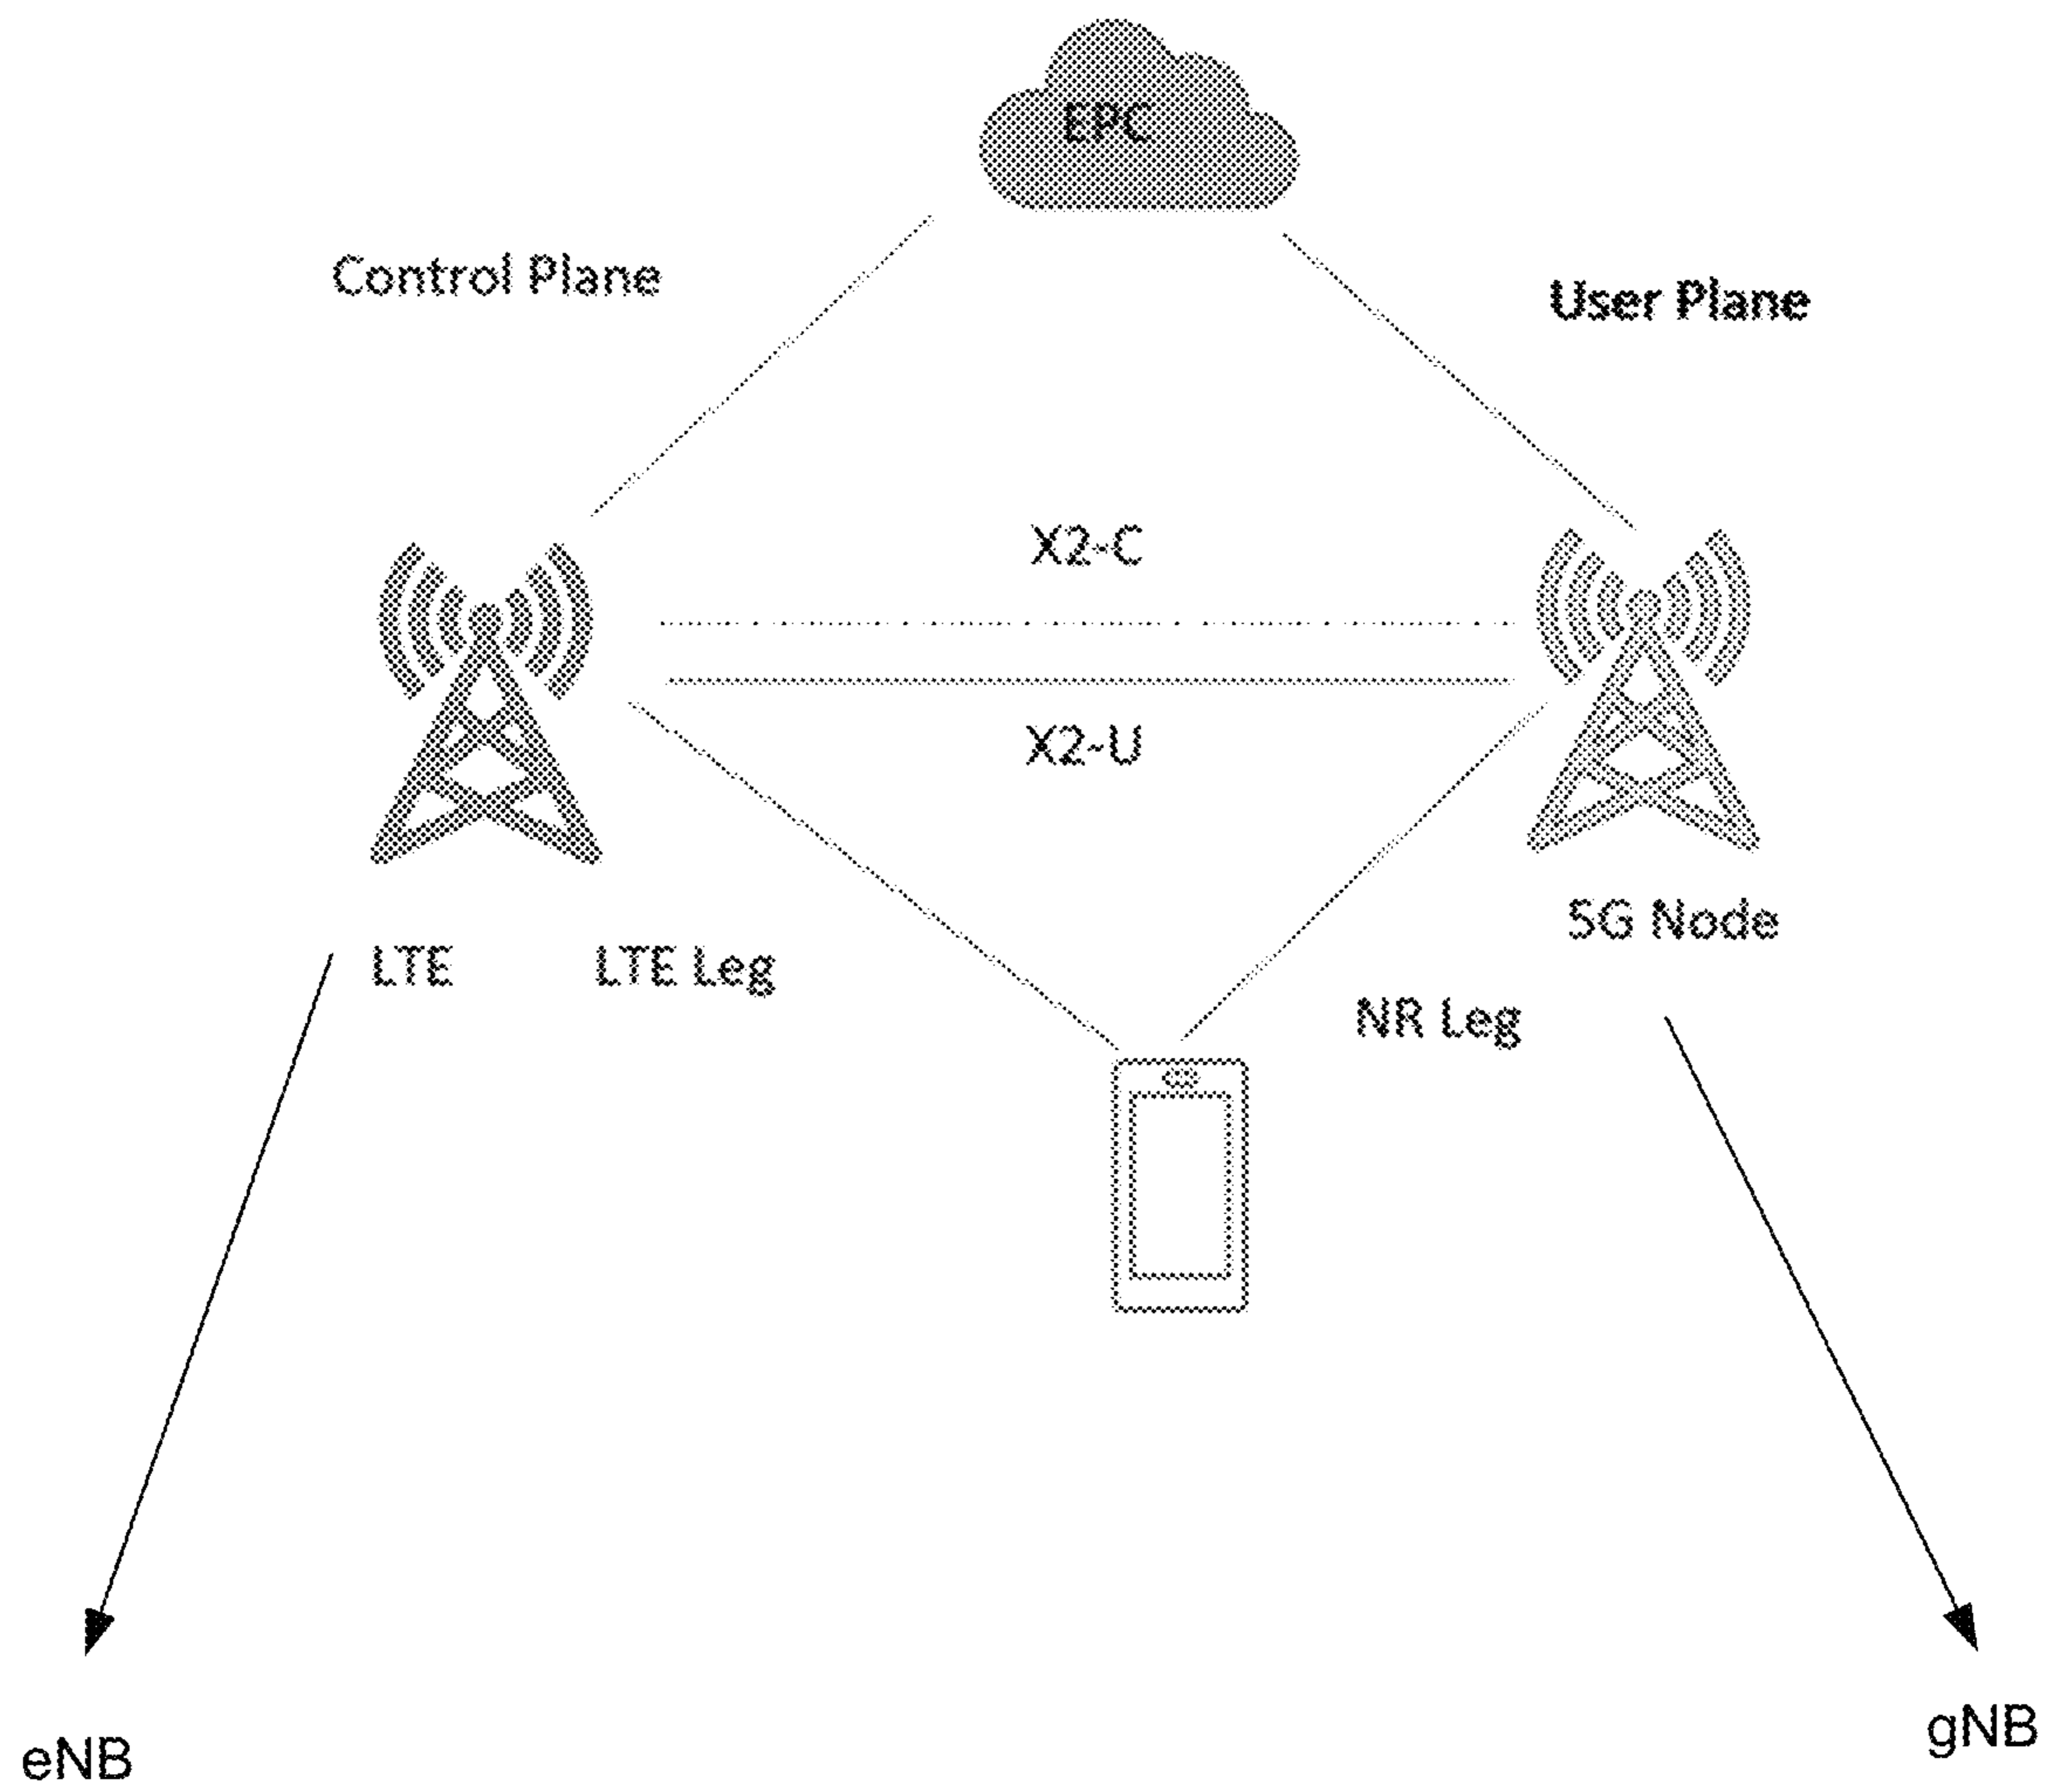 EPC
Control Plane
User Plane
X2-C
X2-U
5G Node
LTE
LTE Leg
NR Leg
gNB
eNB